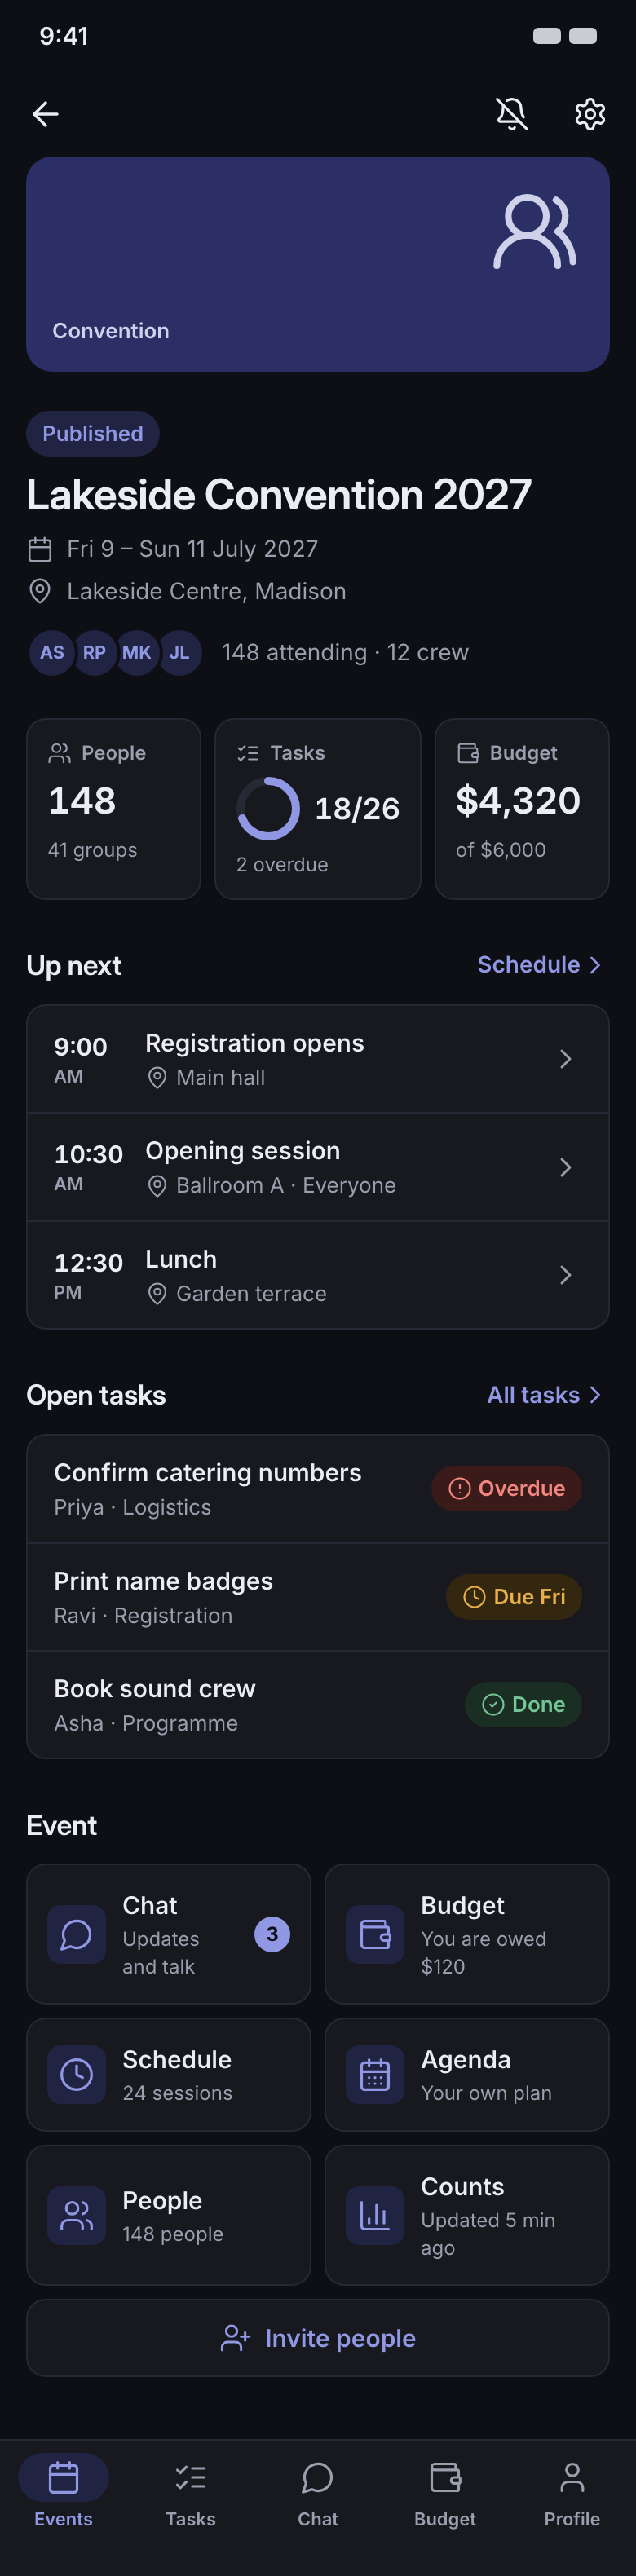 9:41
Convention
Published
Lakeside Convention 2027
Fri 9 – Sun 11 July 2027
Lakeside Centre, Madison
AS RP MK JL 148 attending · 12 crew
People
148
41 groups
Tasks
18/26
2 overdue
Budget
$4,320
of $6,000
Up next
Schedule
9:00 AM
Registration opens
Main hall
10:30 AM
Opening session
Ballroom A · Everyone
12:30 PM
Lunch
Garden terrace
Open tasks
All tasks
Confirm catering numbers
Priya · Logistics
Overdue
Print name badges
Ravi · Registration
Due Fri
Book sound crew
Asha · Programme
Done
Event
Chat
Updates
and talk
3
Budget
You are owed
$120
Schedule
24 sessions
Agenda
Your own plan
People
148 people
Counts
Updated 5 min
ago
Invite people
Events
Tasks
Chat
Budget
Profile